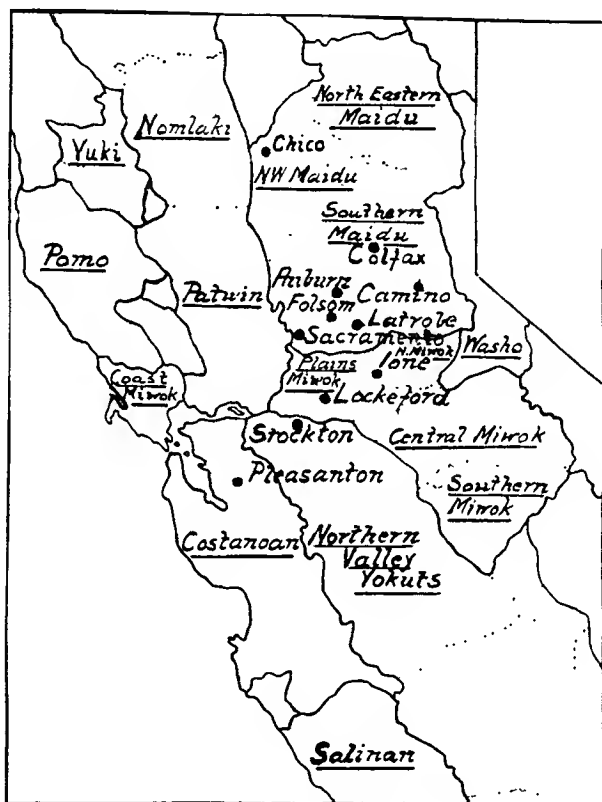 North Eastern
Maidu
Nomlaki
Chico
Yuki
NW Maidu
Southern
Maidu
Colfax
Pomo
Auburn
Camino
Patwin
Folsom
Latrobe
Sacramento
N. Miwok
Washo
Plains
Miwok
Ione
Coast
Miwok
Lockeford
Stockton
Central Miwok
Pleasanton
Southern
Miwok
Costanoan
Northern
Valley
Yokuts
Salinan